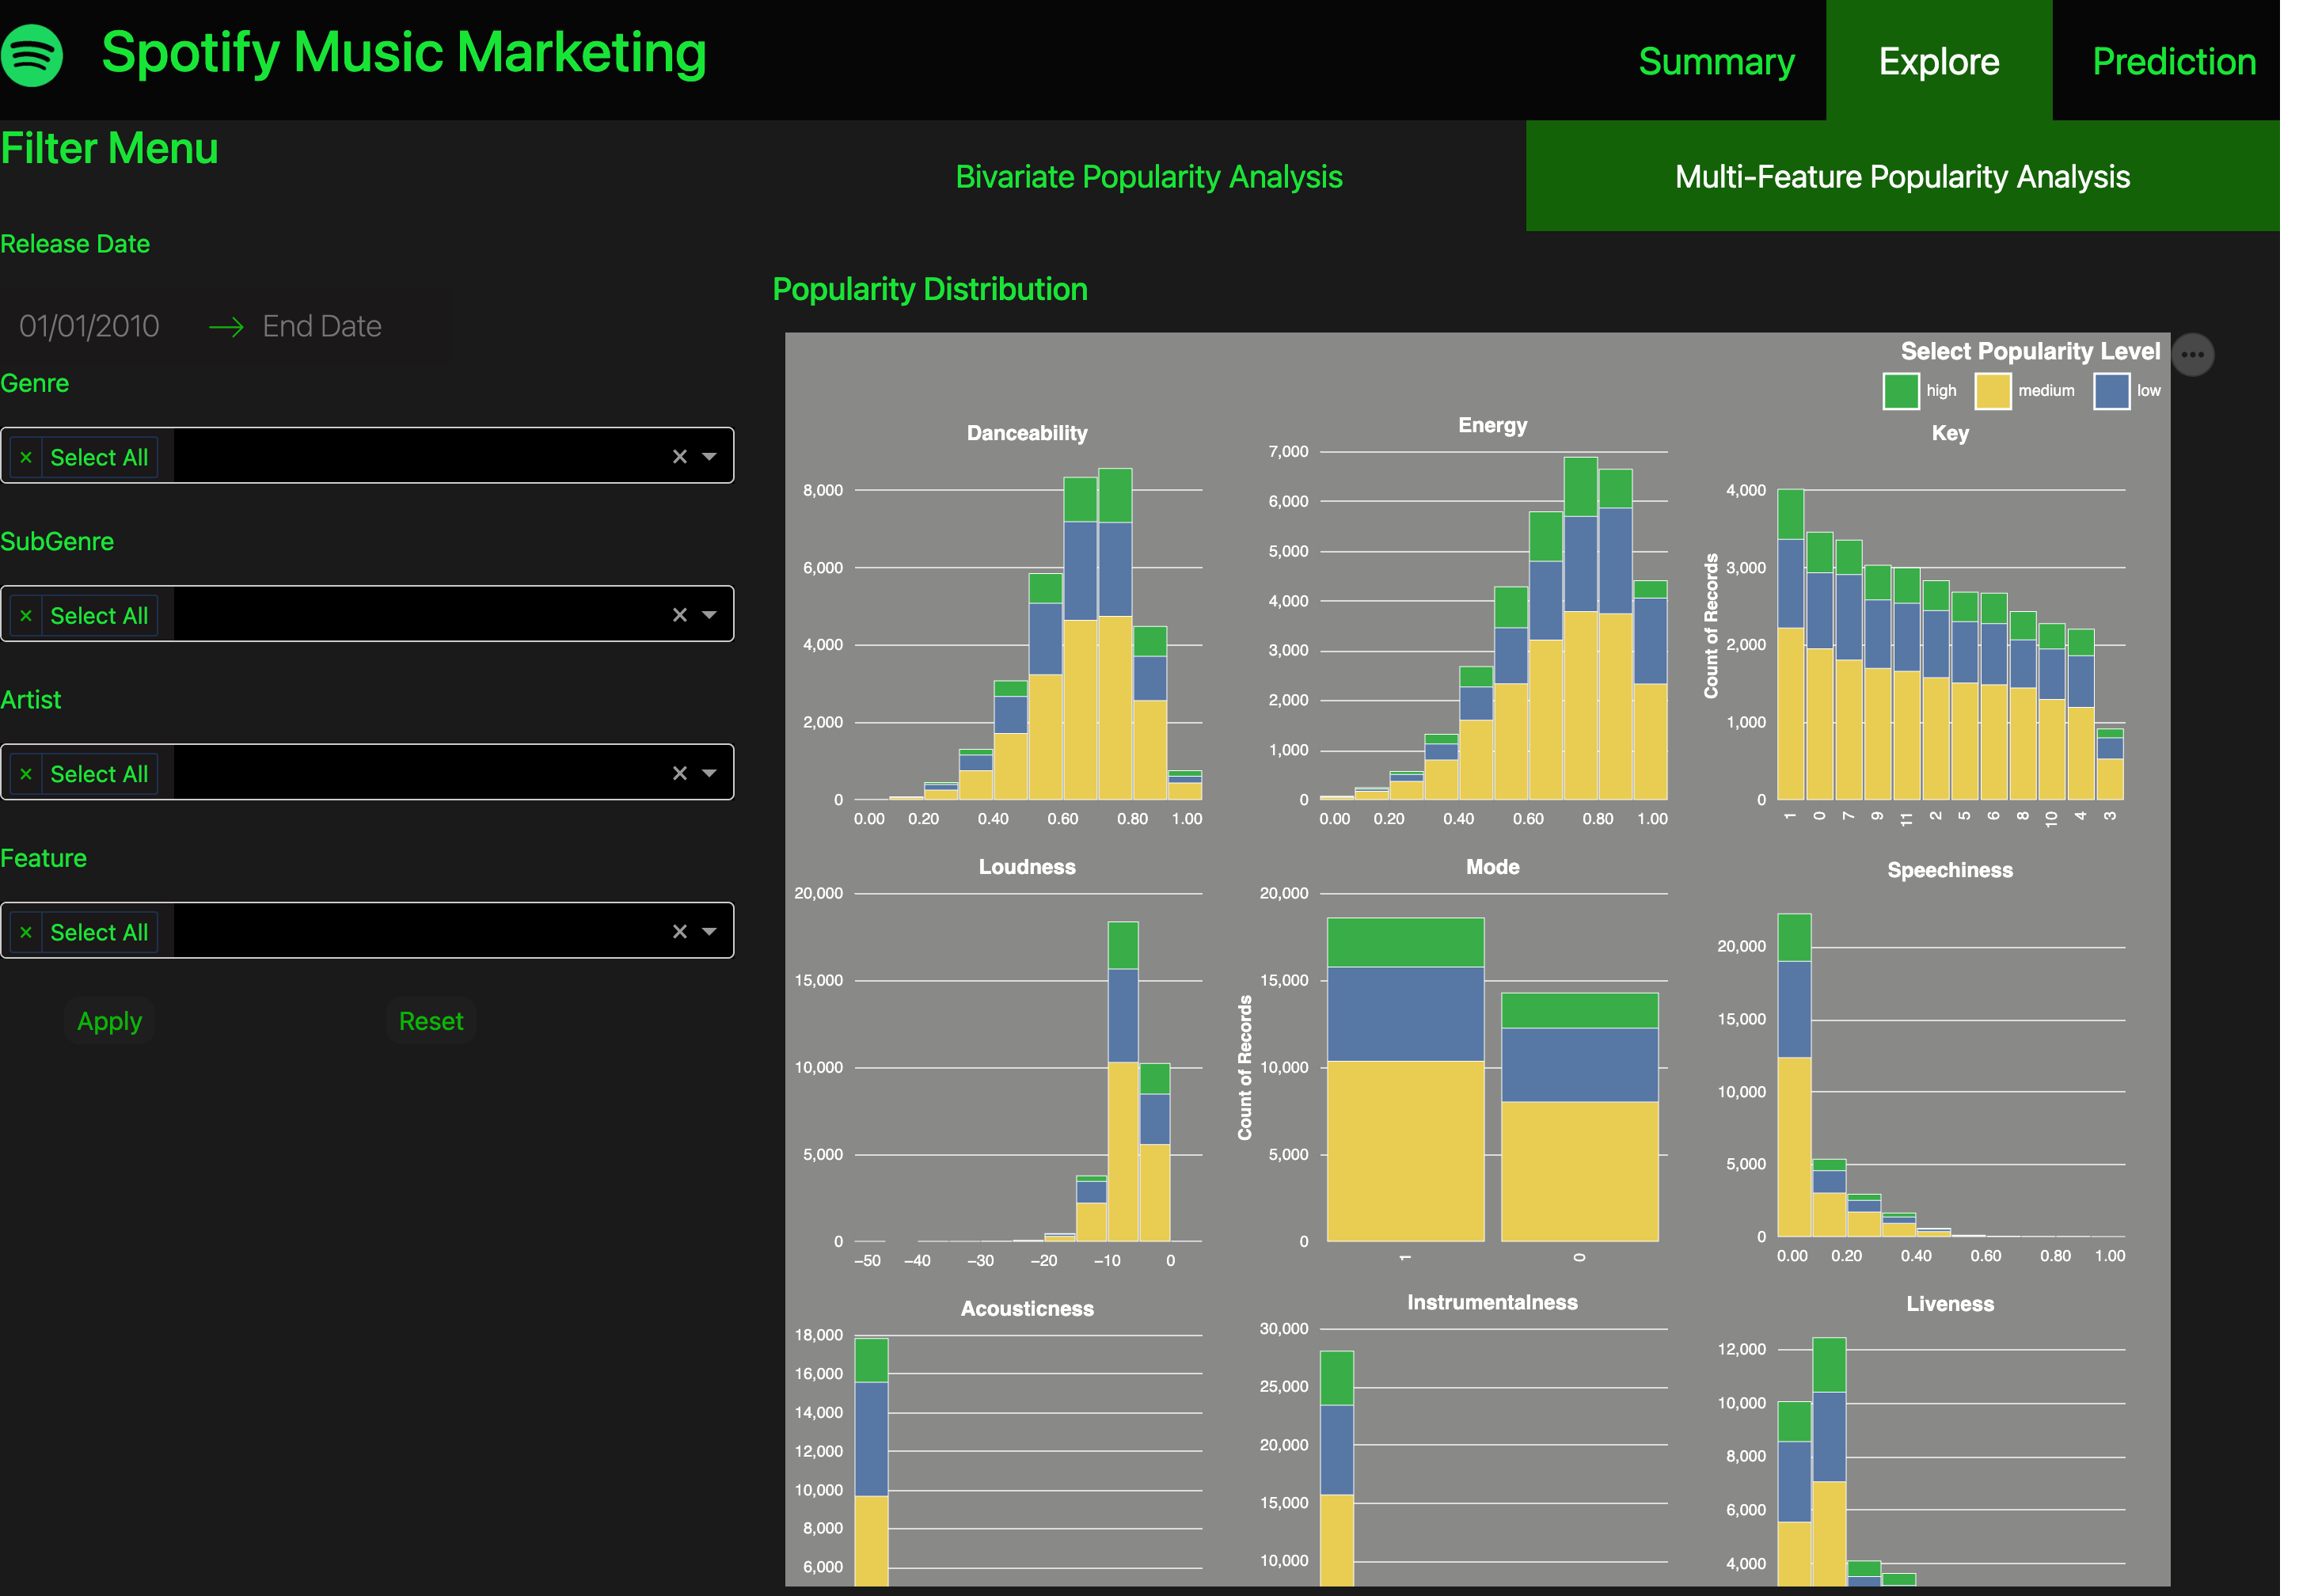 Spotify Music Marketing
Summary
Explore
Prediction
Filter Menu
Bivariate Popularity Analysis
Multi-Feature Popularity Analysis
Release Date
01/01/2010
End Date
Genre
× Select All
SubGenre
× Select All
Artist
× Select All
Feature
× Select All
Apply
Reset
Popularity Distribution
Select Popularity Level
high
medium
low
Danceability
8,000
6,000
4,000
2,000
0
0.00 0.20 0.40 0.60 0.80 1.00
Energy
7,000
6,000
5,000
4,000
3,000
2,000
1,000
0
0.00 0.20 0.40 0.60 0.80 1.00
Key
Count of Records
4,000
3,000
2,000
1,000
0
1 0 7 9 11 2 5 6 8 10 4 3
Loudness
20,000
15,000
10,000
5,000
0
−50 −40 −30 −20 −10 0
Mode
Count of Records
20,000
15,000
10,000
5,000
0
1 0
Speechiness
20,000
15,000
10,000
5,000
0
0.00 0.20 0.40 0.60 0.80 1.00
Acousticness
18,000
16,000
14,000
12,000
10,000
8,000
6,000
Instrumentalness
30,000
25,000
20,000
15,000
10,000
Liveness
12,000
10,000
8,000
6,000
4,000